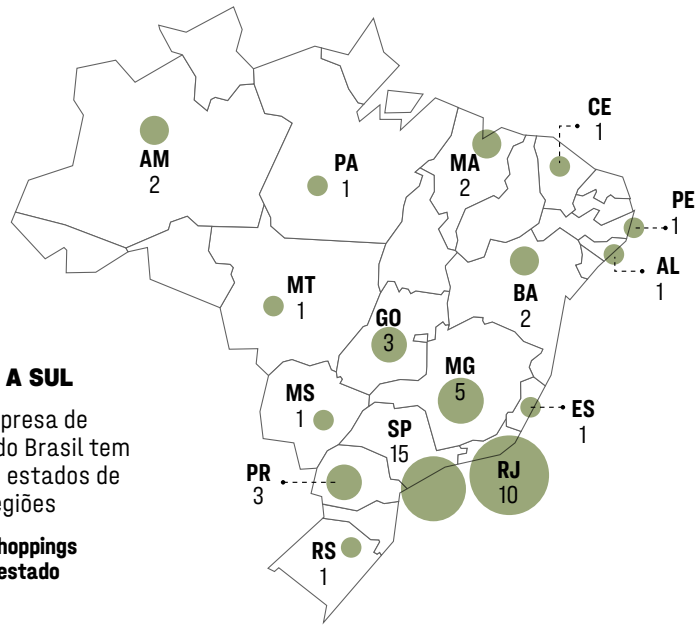 CE
1
AM
2
PA
1
MA
2
PE
1
AL
1
MT
1
BA
2
GO
3
A SUL
MG
5
presa de
do Brasil tem
estados de
egiões
MS
1
ES
1
SP
15
PR
3
RJ
10
hoppings
estado
RS
1